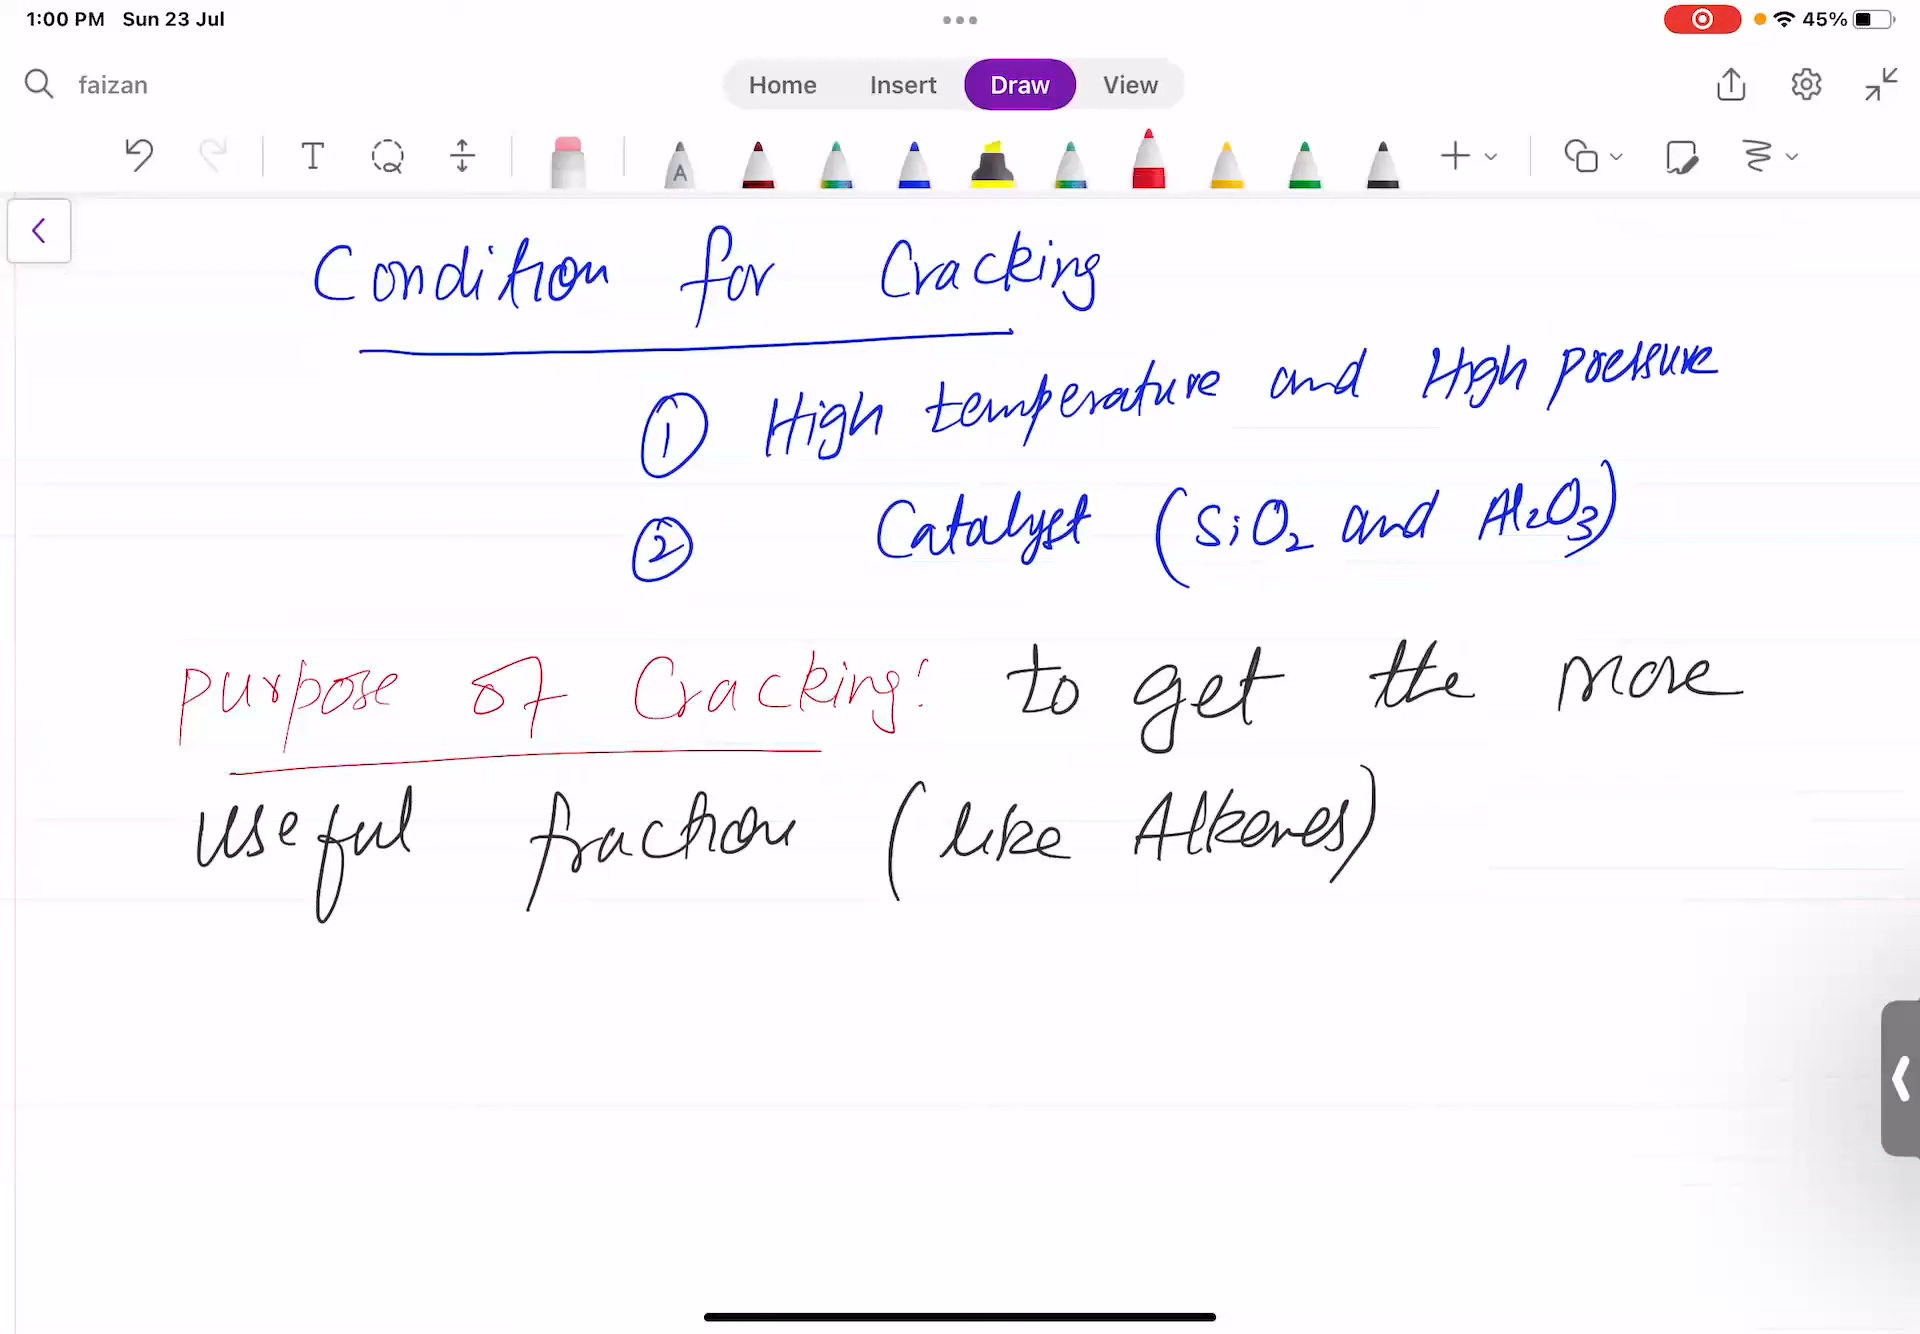 1:00 PM Sun 23 Jul 45%
faizan Home Insert Draw View
T A
Condition for Cracking
① High temperature and High pressure
② Catalyst (SiO₂ and Al₂O₃)
Purpose of Cracking: to get the more
useful fraction (like Alkenes)